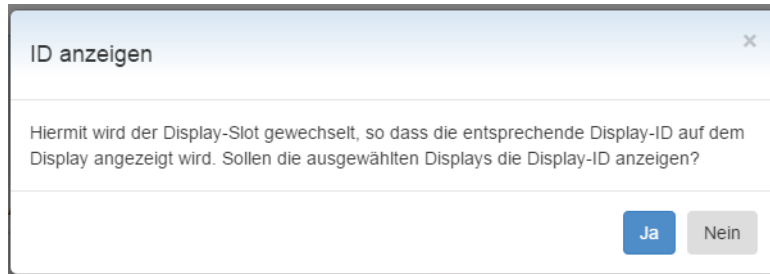 ID anzeigen
×
Hiermit wird der Display-Slot gewechselt, so dass die entsprechende Display-ID auf dem
Display angezeigt wird. Sollen die ausgewählten Displays die Display-ID anzeigen?
Ja Nein